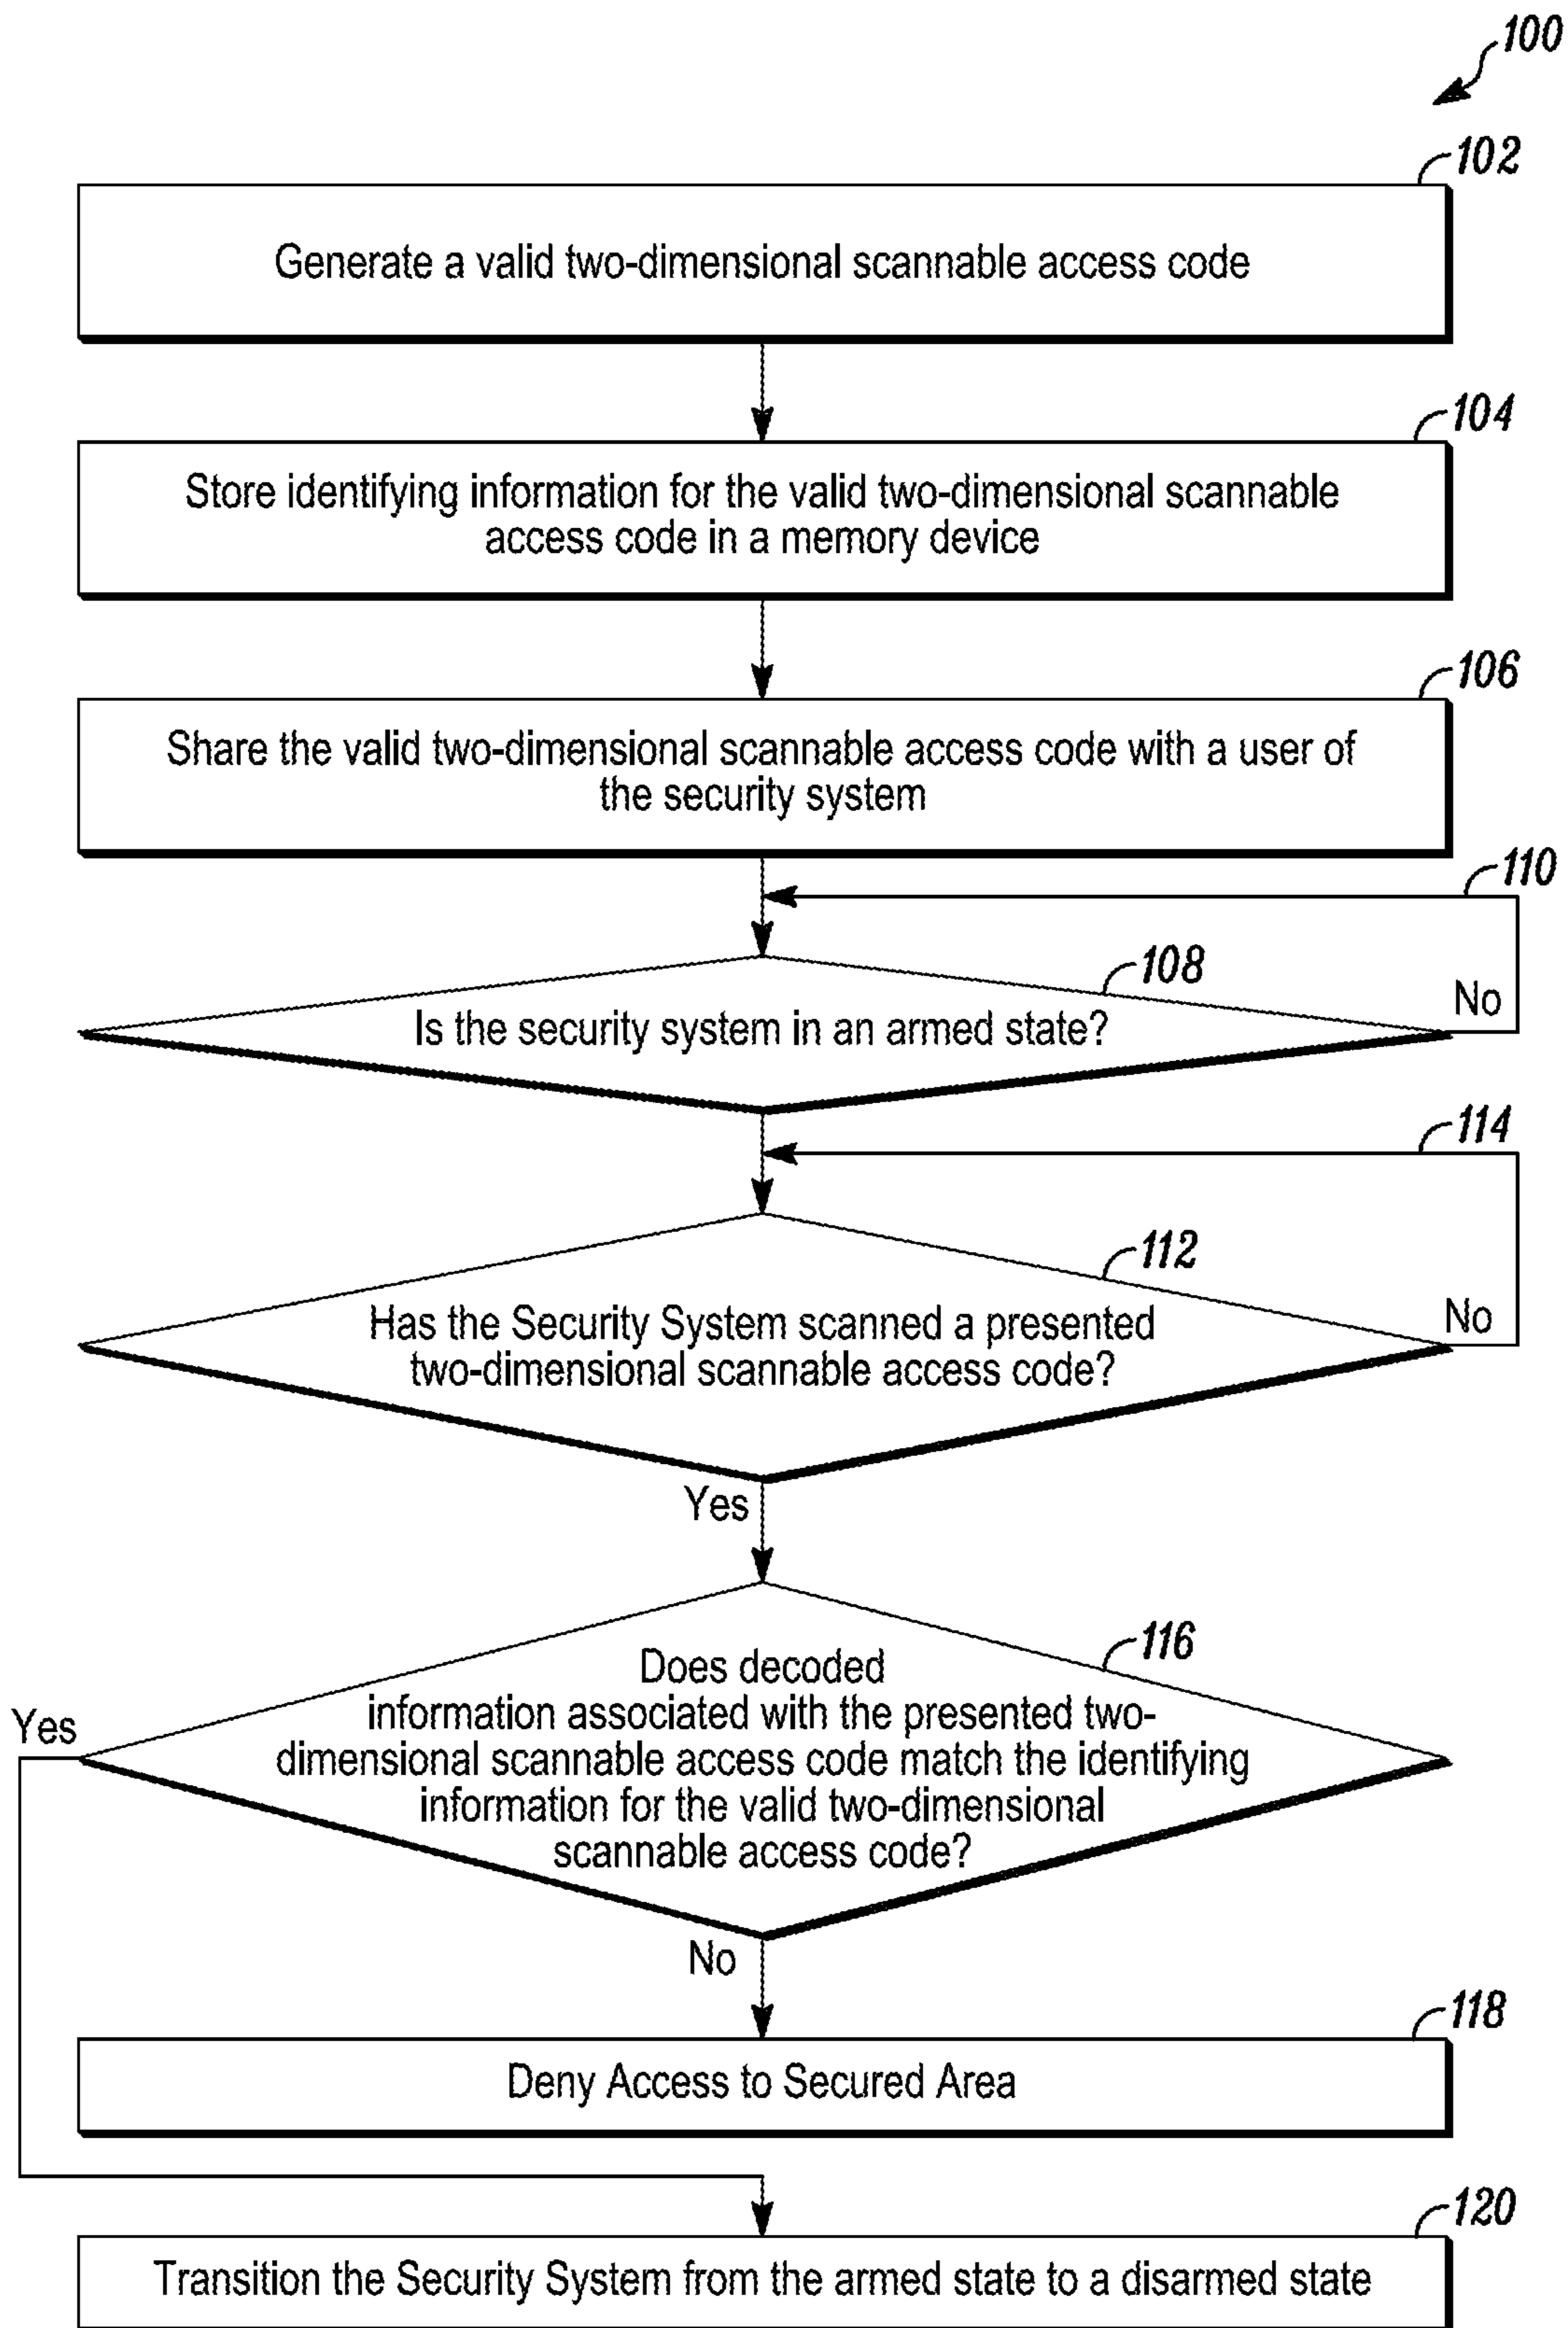 100
102
Generate a valid two-dimensional scannable access code
104
Store identifying information for the valid two-dimensional scannable
access code in a memory device
106
Share the valid two-dimensional scannable access code with a user of
the security system
110
108
Is the security system in an armed state?
No
114
112
Has the Security System scanned a presented
two-dimensional scannable access code?
No
Yes
116
Does decoded
information associated with the presented two-
dimensional scannable access code match the identifying
information for the valid two-dimensional
scannable access code?
Yes
No
118
Deny Access to Secured Area
120
Transition the Security System from the armed state to a disarmed state